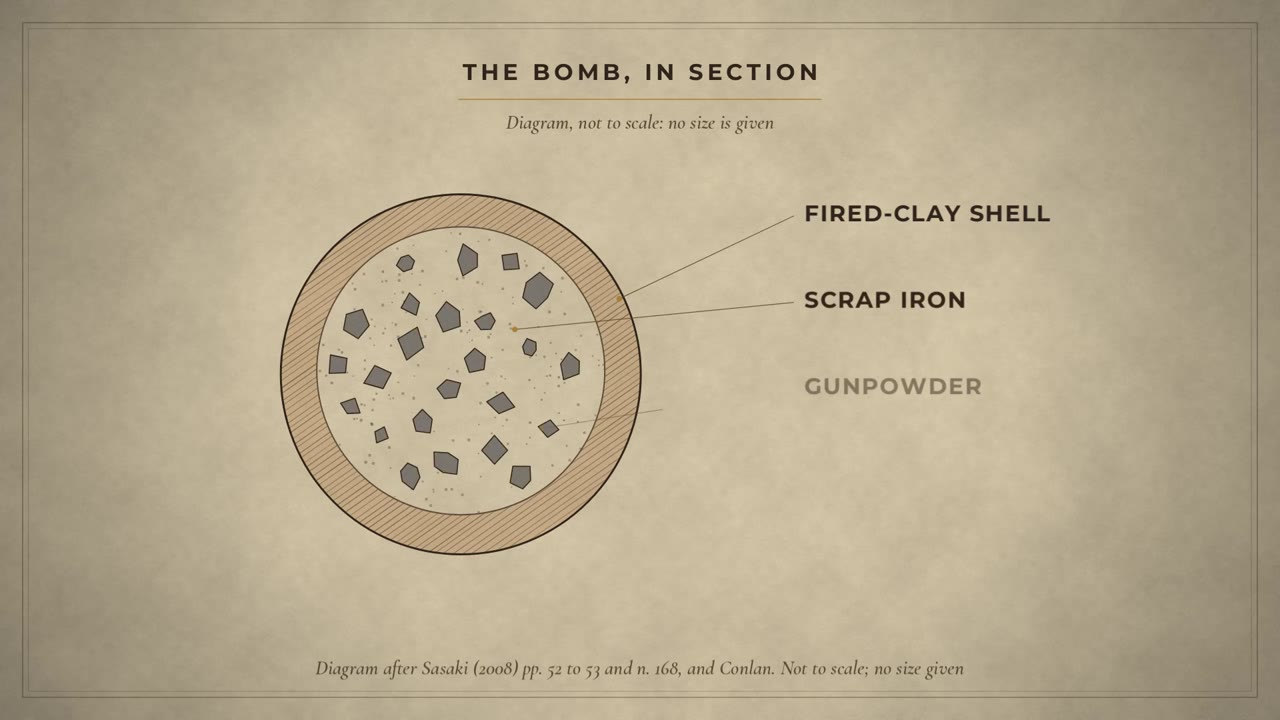 THE BOMB, IN SECTION
Diagram, not to scale: no size is given
FIRED-CLAY SHELL
SCRAP IRON
GUNPOWDER
Diagram after Sasaki (2008) pp. 52 to 53 and n. 168, and Conlan. Not to scale; no size given